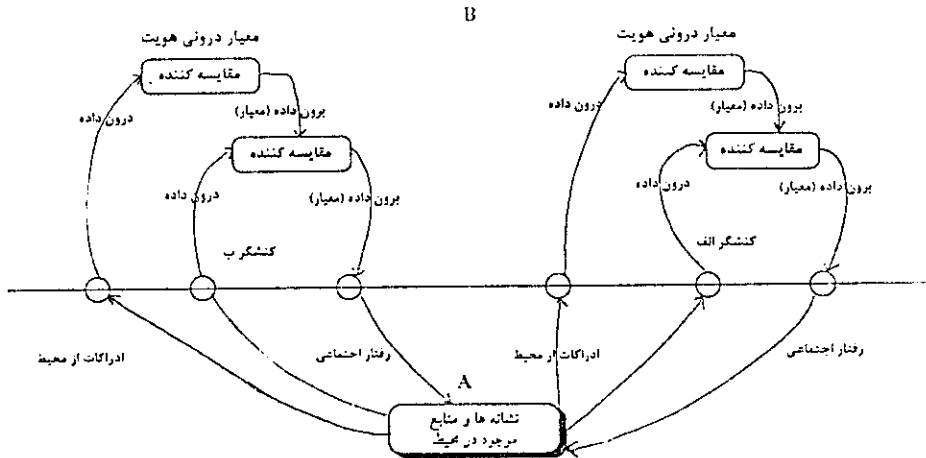 B
معیار درونی هویت
معیار درونی هویت
مقایسه کننده
مقایسه کننده
برون داده (معیار)
درون داده
برون داده (معیار)
درون داده
مقایسه کننده
مقایسه کننده
برون داده (معیار)
درون داده
برون داده (معیار)
درون داده
کنشگر الف
کنشگر ب
رفتار اجتماعی
ادراکات از محیط
رفتار اجتماعی
ادراکات از محیط
A
نشانه ها و منابع
موجود در محیط